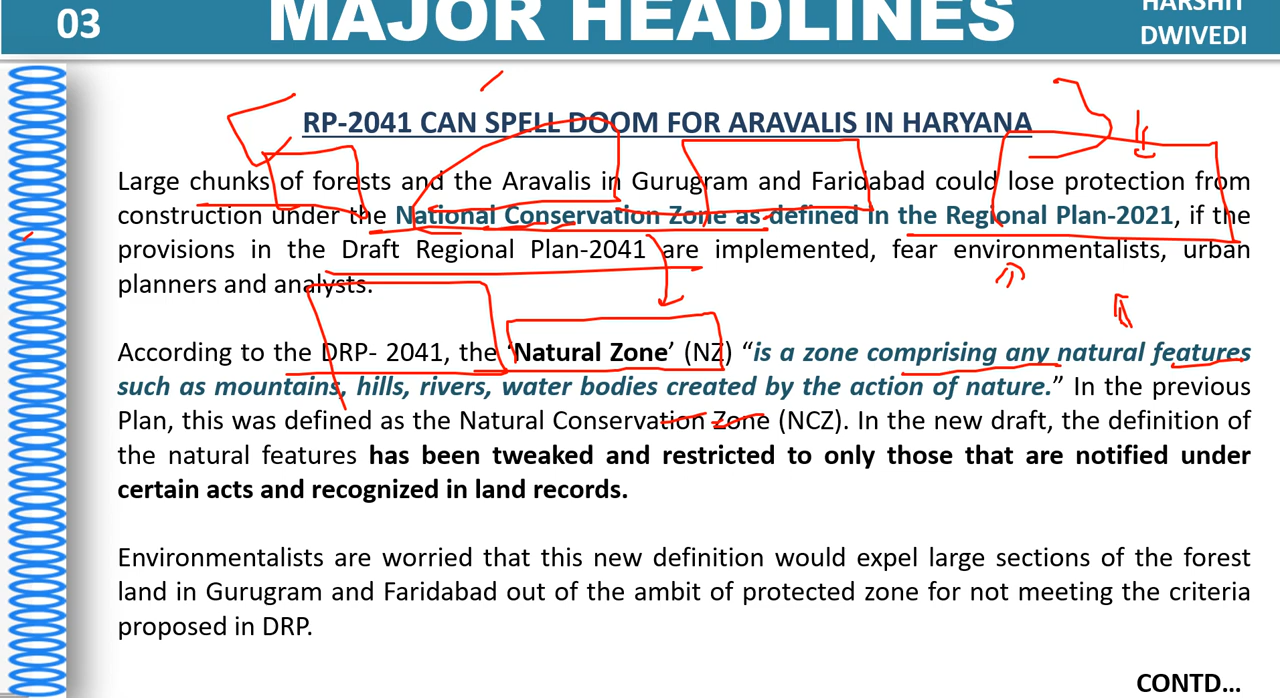 03
MAJOR HEADLINES
HARSHIT
DWIVEDI
RP-2041 CAN SPELL DOOM FOR ARAVALIS IN HARYANA
Large chunks of forests and the Aravalis in Gurugram and Faridabad could lose protection from
construction under the National Conservation Zone as defined in the Regional Plan-2021, if the
provisions in the Draft Regional Plan-2041 are implemented, fear environmentalists, urban
planners and analysts.
According to the DRP- 2041, the ‘Natural Zone’ (NZ) “is a zone comprising any natural features
such as mountains, hills, rivers, water bodies created by the action of nature.” In the previous
Plan, this was defined as the Natural Conservation Zone (NCZ). In the new draft, the definition of
the natural features has been tweaked and restricted to only those that are notified under
certain acts and recognized in land records.
Environmentalists are worried that this new definition would expel large sections of the forest
land in Gurugram and Faridabad out of the ambit of protected zone for not meeting the criteria
proposed in DRP.
CONTD...